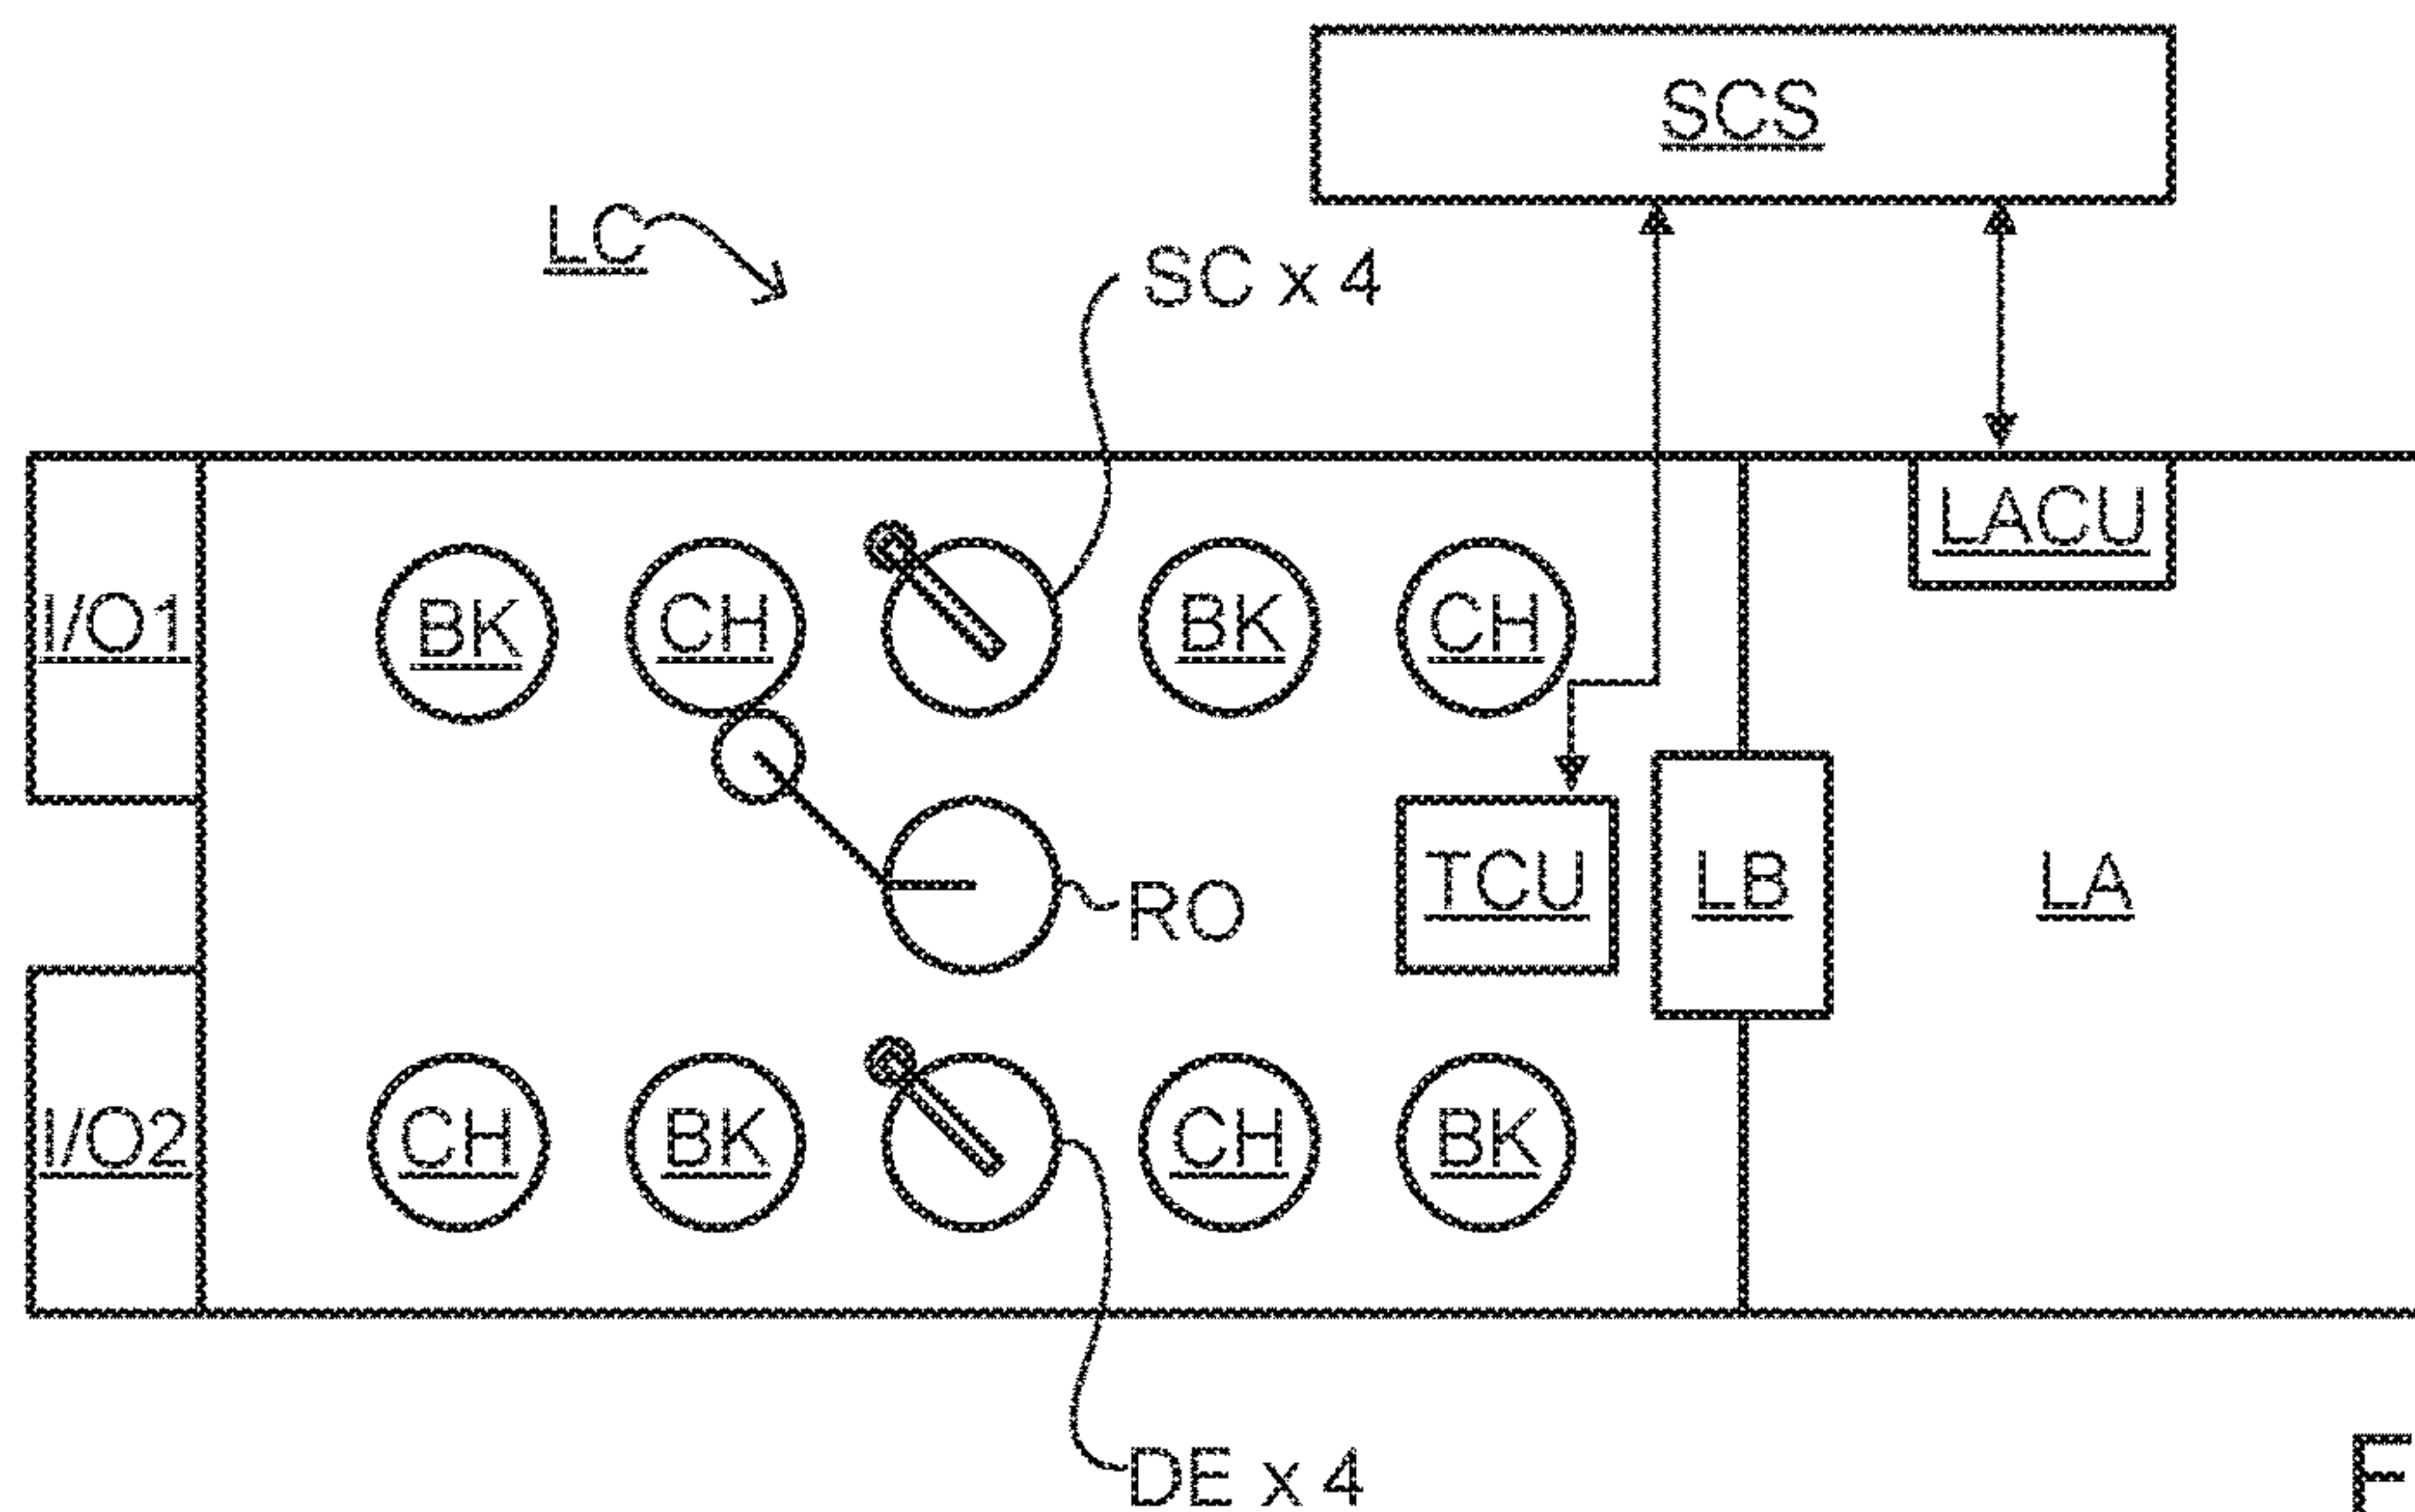 SCS
LC
SC x 4
LACU
I/O1
BK
CH
BK
CH
TCU
LB
LA
RO
I/O2
CH
BK
CH
BK
DE x 4
F